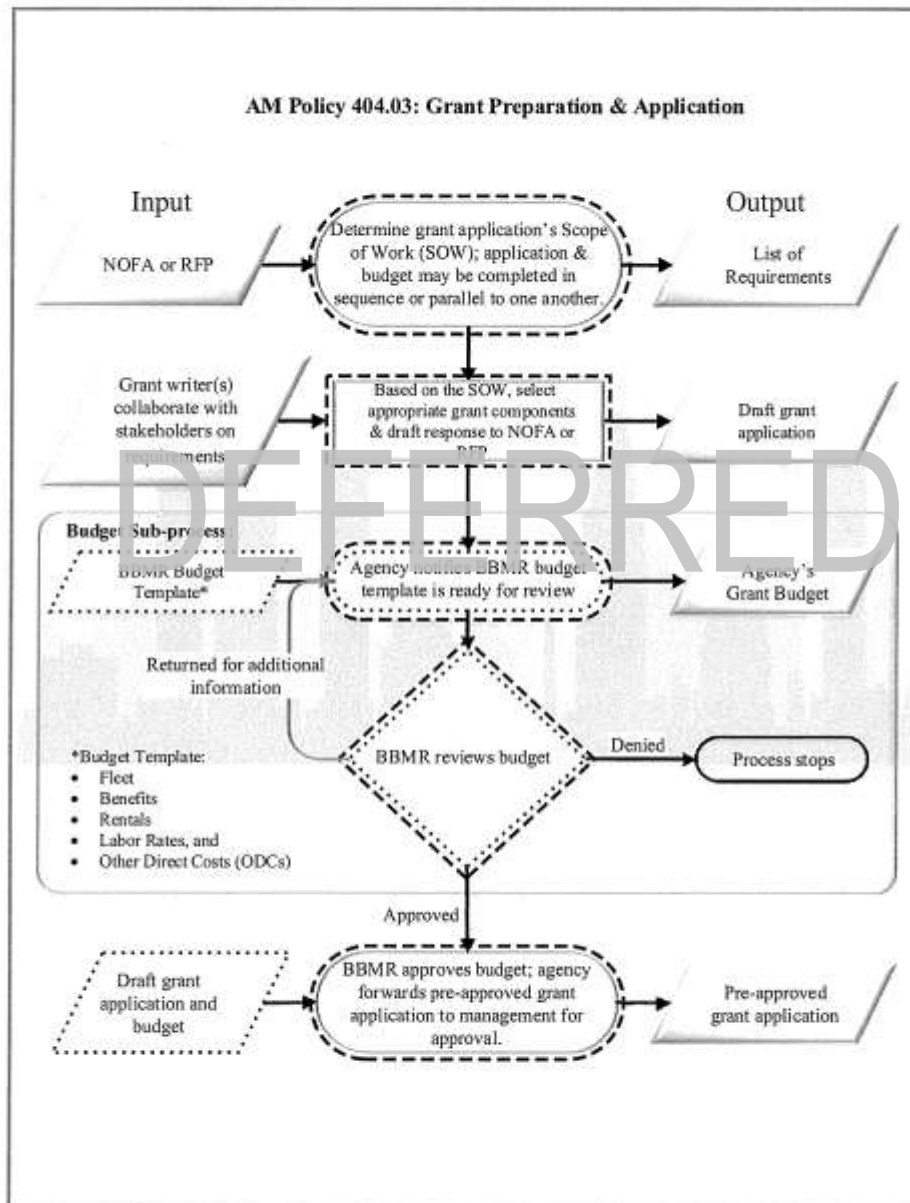 AM Policy 404.03: Grant Preparation & Application
Input
Output
NOFA or RFP
Determine grant application's Scope
of Work (SOW); application &
budget may be completed in
sequence or parallel to one another.
List of
Requirements
Grant writer(s)
collaborate with
stakeholders on
requirements
Based on the SOW, select
appropriate grant components
& draft response to NOFA or
RFP
Draft grant
application
DEFERRED
Budget Sub-process:
BBMR Budget
Template*
Agency notifies BBMR budget
template is ready for review
Agency's
Grant Budget
Returned for additional
information
BBMR reviews budget
Denied
Process stops
*Budget Template:
• Fleet
• Benefits
• Rentals
• Labor Rates, and
• Other Direct Costs (ODCs)
Approved
Draft grant
application and
budget
BBMR approves budget; agency
forwards pre-approved grant
application to management for
approval.
Pre-approved
grant application